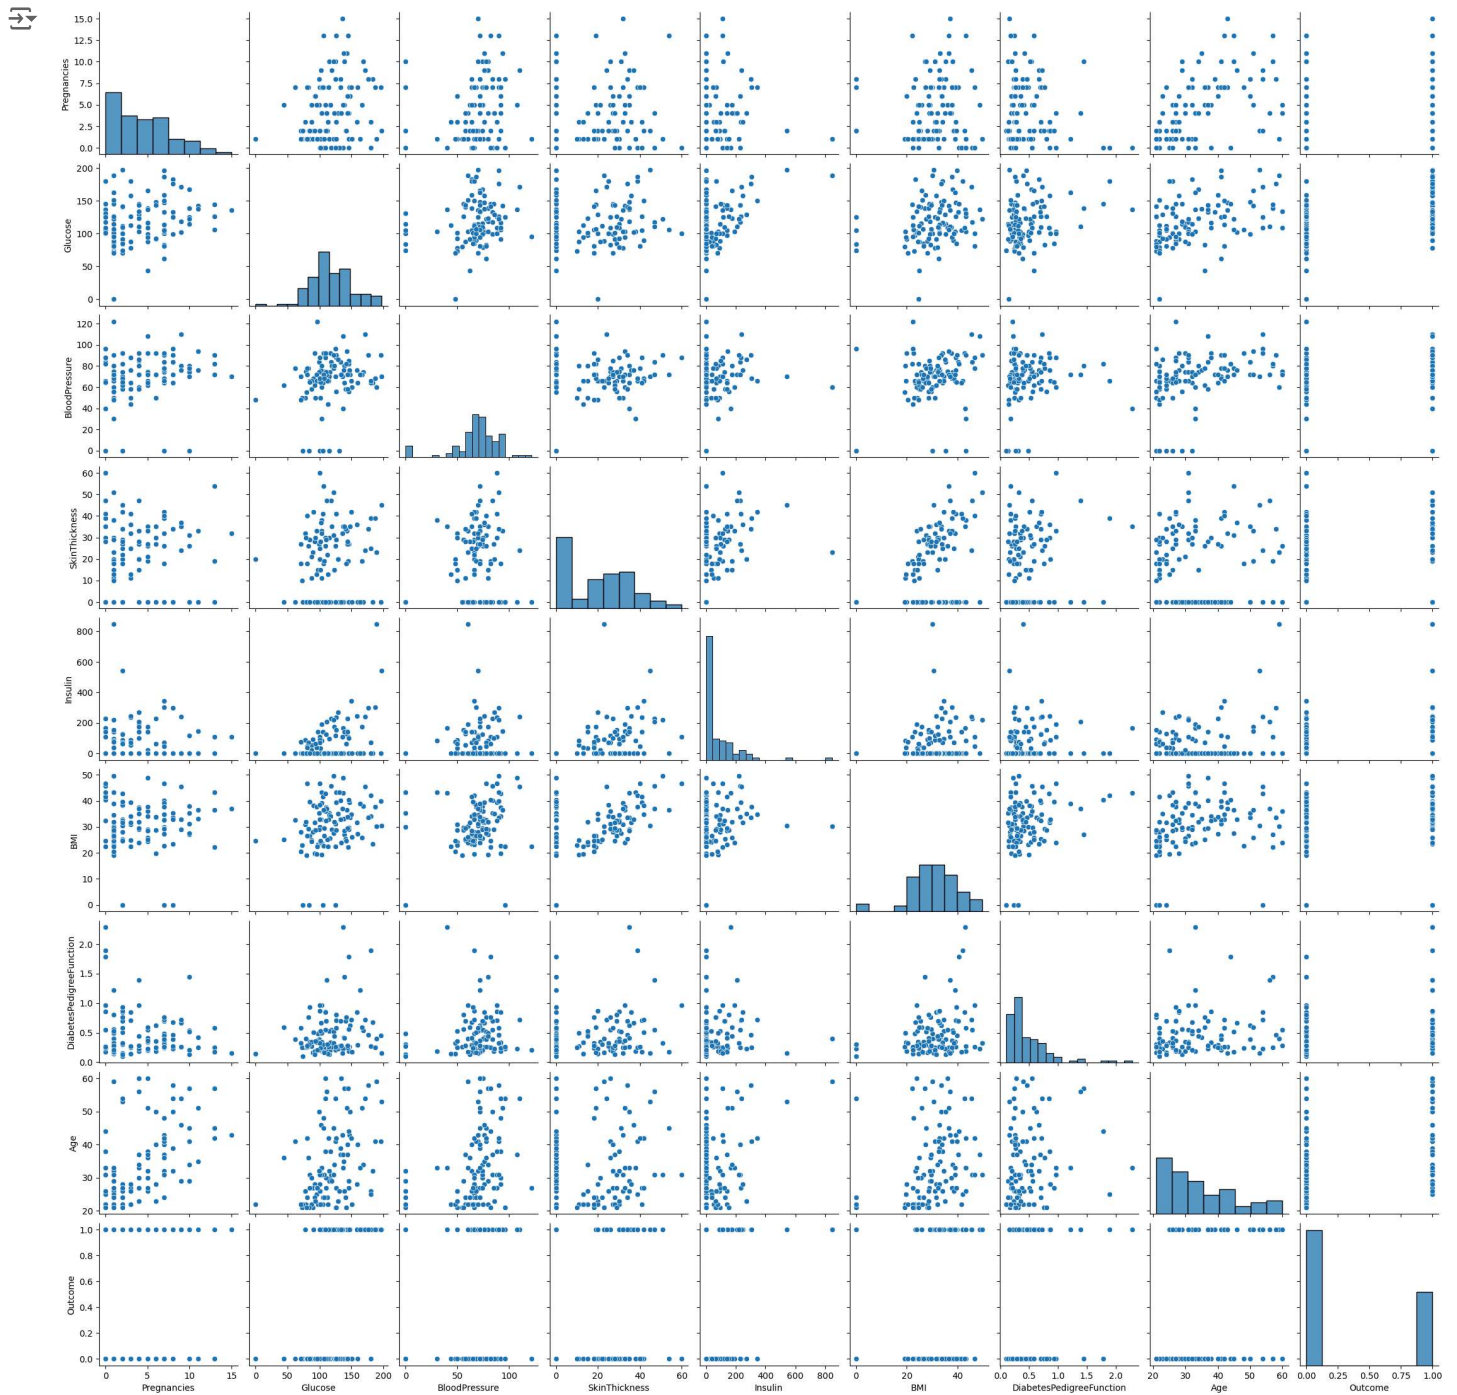 15.0
12.5
10.0
7.5
5.0
2.5
0.0
Pregnancies
200
150
100
50
0
Glucose
120
100
80
60
40
20
0
BloodPressure
60
50
40
30
20
10
0
SkinThickness
800
600
400
200
0
Insulin
50
40
30
20
10
0
BMI
2.0
1.5
1.0
0.5
0.0
DiabetesPedigreeFunction
60
50
40
30
20
Age
1.0
0.8
0.6
0.4
0.2
0.0
Outcome
0 5 10 15
Pregnancies
0 50 100 150 200
Glucose
0 50 100
BloodPressure
0 20 40 60
SkinThickness
0 200 400 600 800
Insulin
0 20 40
BMI
0.0 0.5 1.0 1.5 2.0
DiabetesPedigreeFunction
20 30 40 50 60
Age
0.00 0.25 0.50 0.75 1.00
Outcome